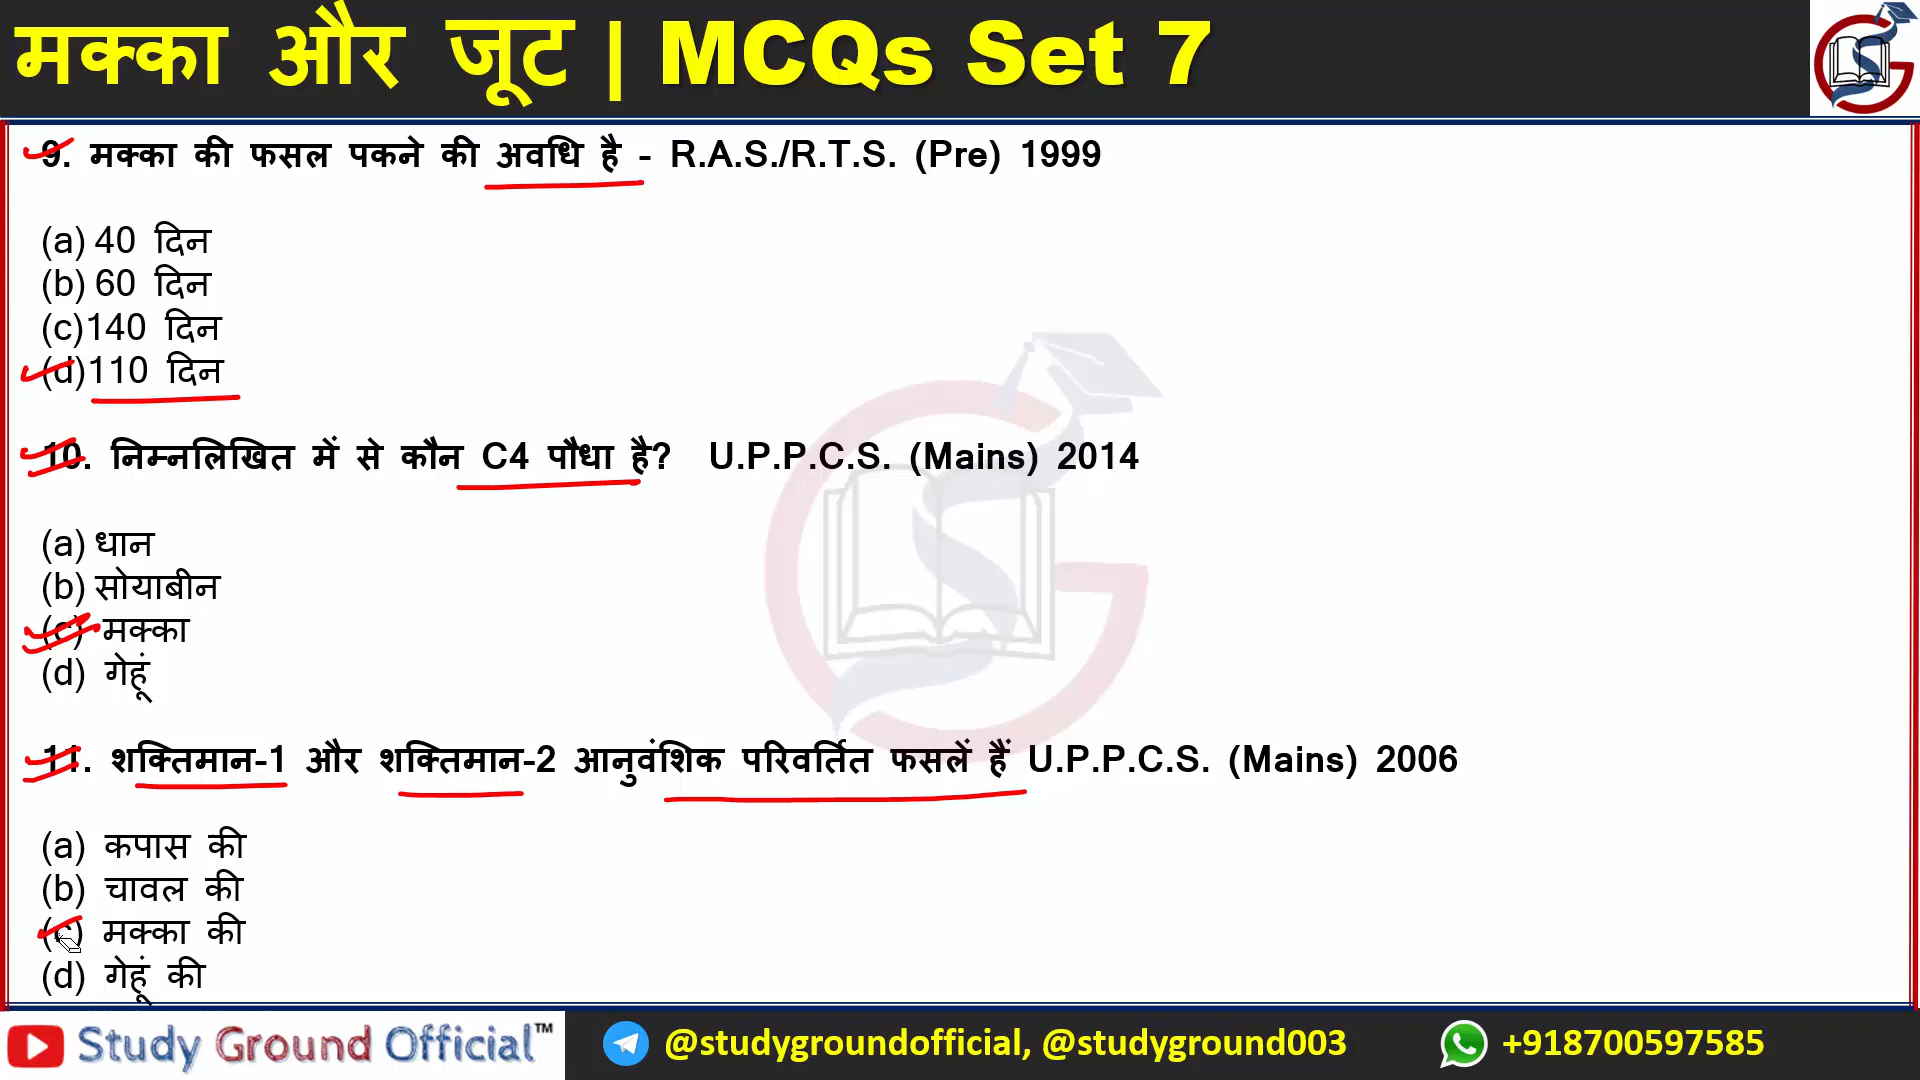 मक्का और जूट | MCQs Set 7
9. मक्का की फसल पकने की अवधि है - R.A.S./R.T.S. (Pre) 1999
(a) 40 दिन
(b) 60 दिन
(c)140 दिन
(d)110 दिन
10. निम्नलिखित में से कौन C4 पौधा है? U.P.P.C.S. (Mains) 2014
(a) धान
(b) सोयाबीन
(c) मक्का
(d) गेहूं
11. शक्तिमान-1 और शक्तिमान-2 आनुवंशिक परिवर्तित फसलें हैं U.P.P.C.S. (Mains) 2006
(a) कपास की
(b) चावल की
(c) मक्का की
(d) गेहूं की
Study Ground Official™ @studygroundofficial, @studyground003 +918700597585